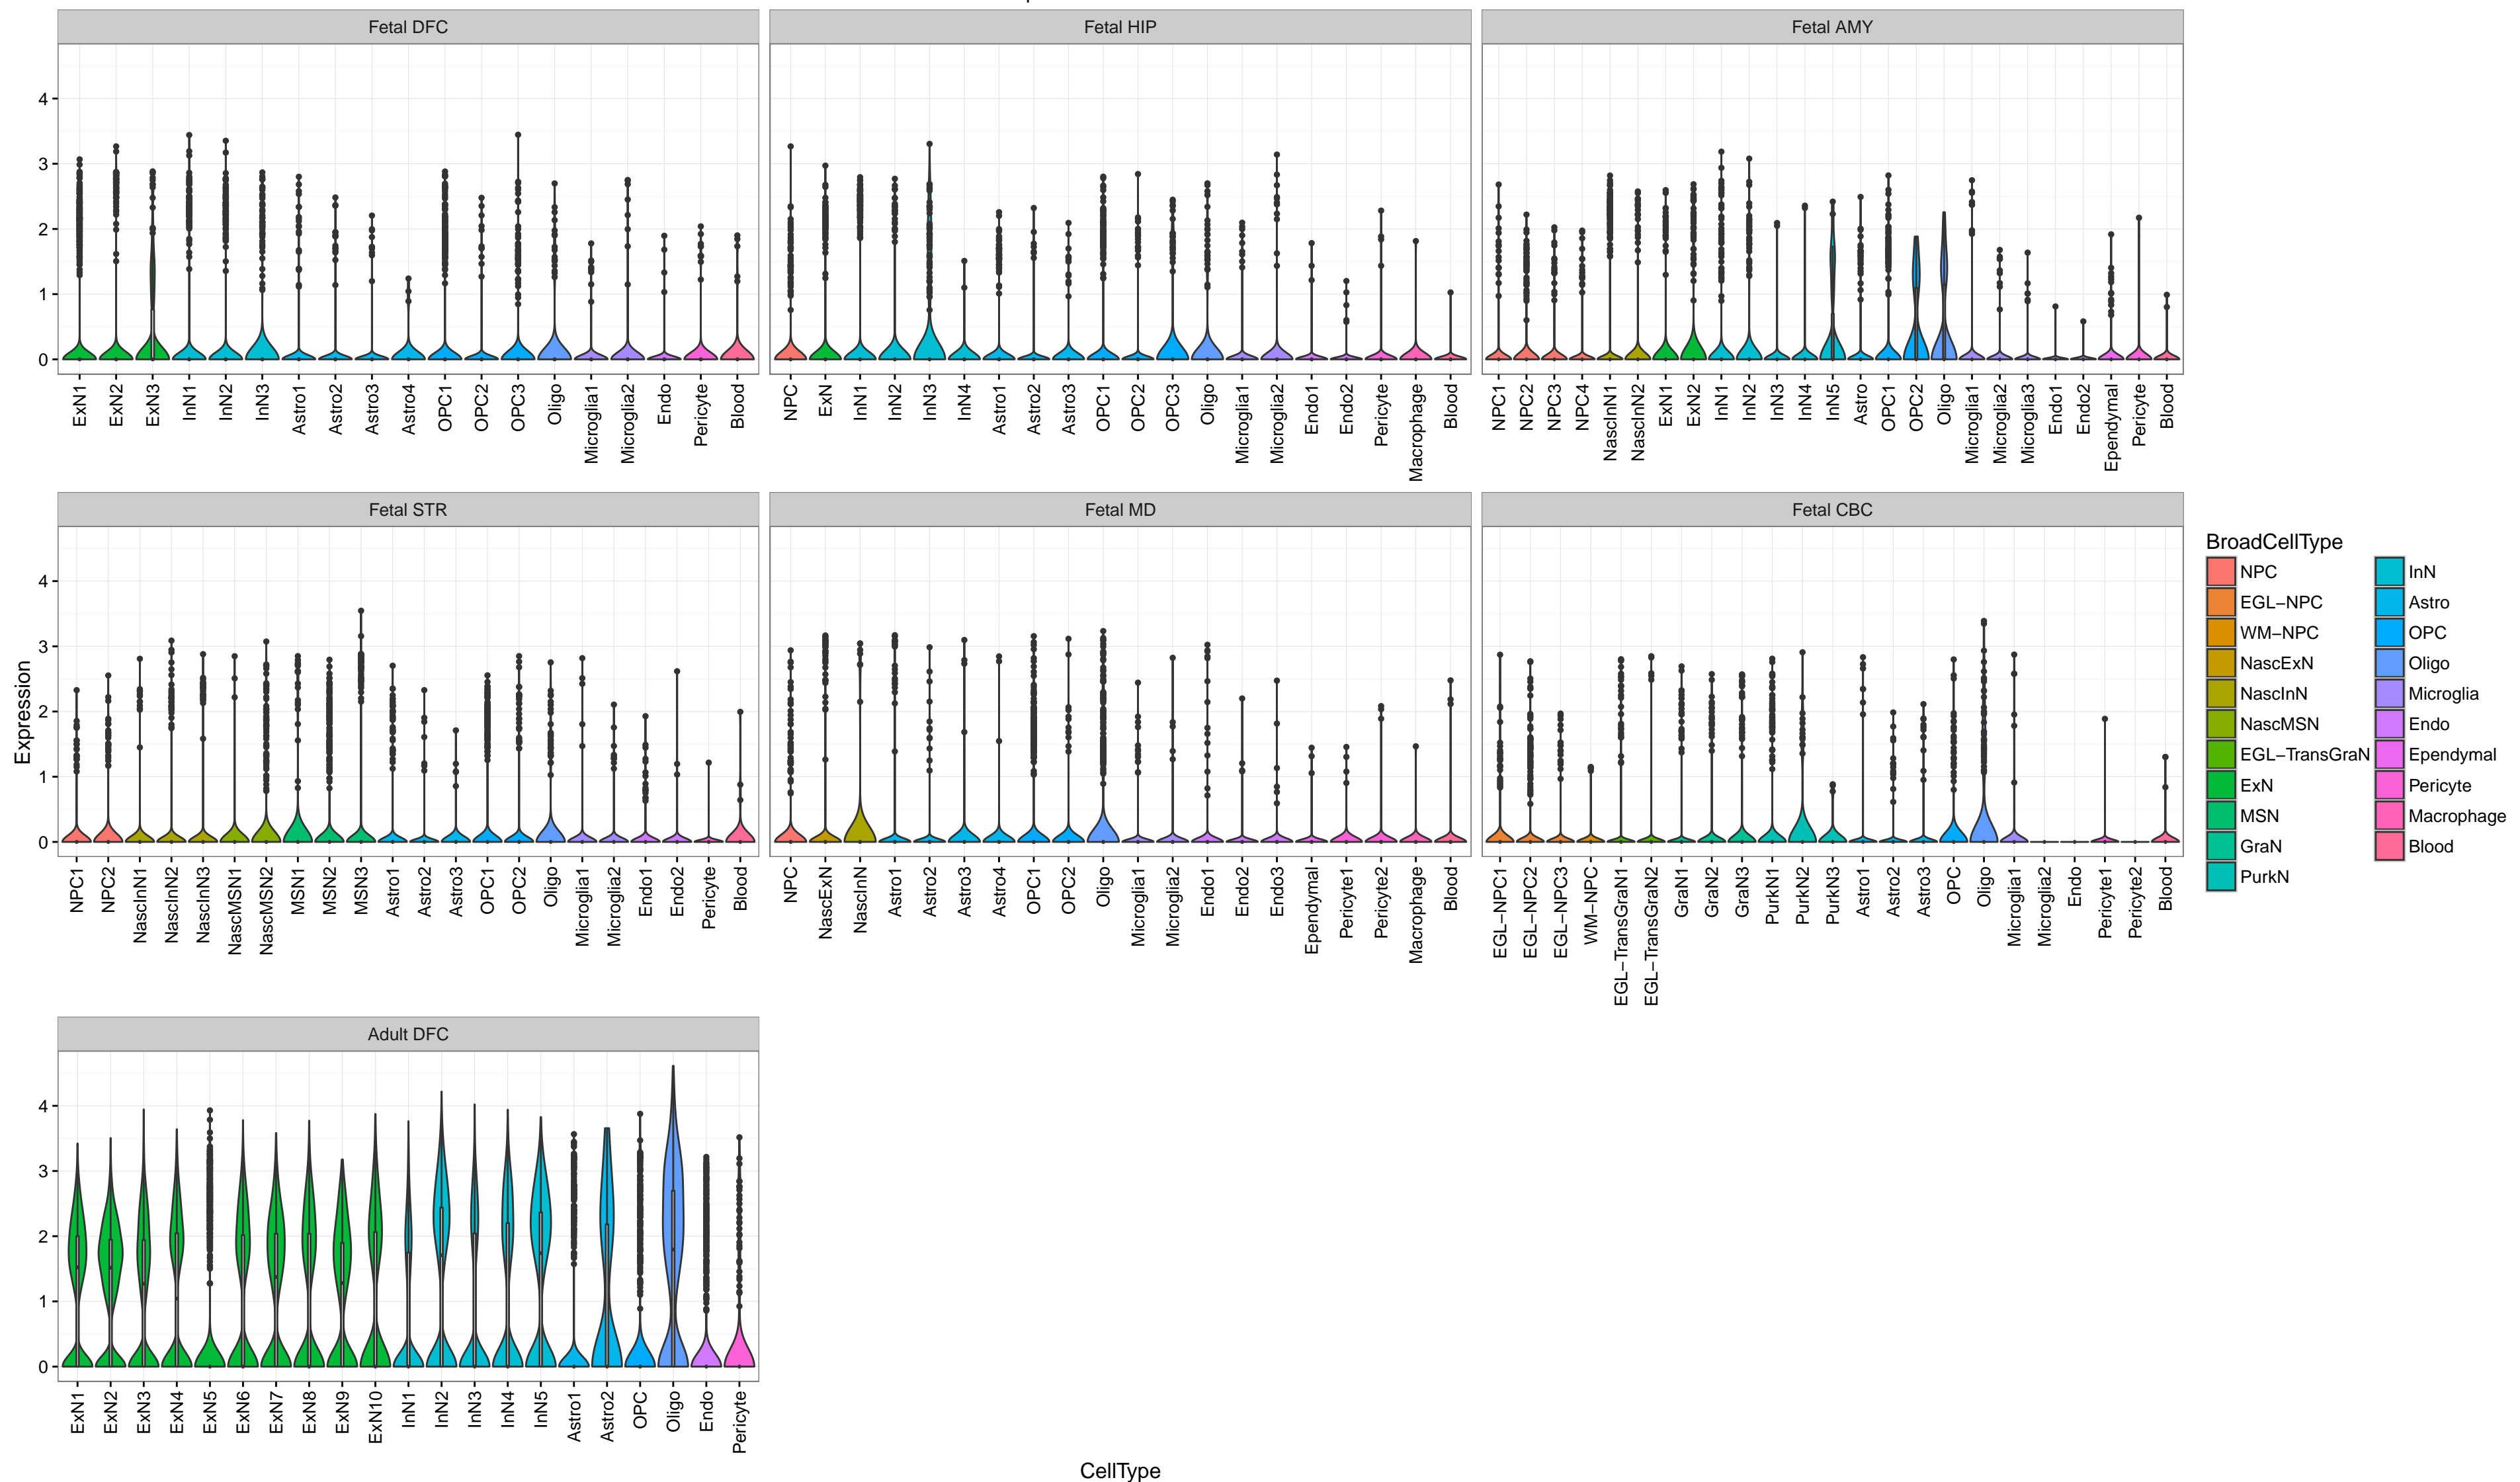 Fetal DFC Fetal HIP Fetal AMY
4
3
2
1
0
ExN1 ExN2 ExN3 InN1 InN2 InN3 Astro1 Astro2 Astro3 Astro4 OPC1 OPC2 OPC3 Oligo Microglia1 Microglia2 Endo Pericyte Blood
NPC ExN InN1 InN2 InN3 InN4 Astro1 Astro2 Astro3 OPC1 OPC2 OPC3 Oligo Microglia1 Microglia2 Endo1 Endo2 Pericyte Macrophage Blood
NPC1 NPC2 NPC3 NPC4 NascInN1 NascInN2 ExN1 ExN2 InN1 InN2 InN3 InN4 InN5 Astro OPC1 OPC2 Oligo Microglia1 Microglia2 Microglia3 Endo1 Endo2 Ependymal Pericyte Blood
Fetal STR Fetal MD Fetal CBC
Expression
4
3
2
1
0
NPC1 NPC2 NascInN1 NascInN2 NascInN3 NascMSN1 NascMSN2 MSN1 MSN2 MSN3 Astro1 Astro2 Astro3 OPC1 OPC2 Oligo Microglia1 Microglia2 Endo1 Endo2 Pericyte Blood
NPC NascExN NascInN Astro1 Astro2 Astro3 Astro4 OPC1 OPC2 Oligo Microglia1 Microglia2 Endo1 Endo2 Endo3 Ependymal Pericyte1 Pericyte2 Macrophage Blood
EGL−NPC1 EGL−NPC2 EGL−NPC3 WM−NPC EGL−TransGraN1 EGL−TransGraN2 GraN1 GraN2 GraN3 PurkN1 PurkN2 PurkN3 Astro1 Astro2 Astro3 OPC Oligo Microglia1 Microglia2 Endo Pericyte1 Pericyte2 Blood
BroadCellType
NPC InN
EGL−NPC Astro
WM−NPC OPC
NascExN Oligo
NascInN Microglia
NascMSN Endo
EGL−TransGraN Ependymal
ExN Pericyte
MSN Macrophage
GraN Blood
PurkN
Adult DFC
4
3
2
1
0
ExN1 ExN2 ExN3 ExN4 ExN5 ExN6 ExN7 ExN8 ExN9 ExN10 InN1 InN2 InN3 InN4 InN5 Astro1 Astro2 OPC Oligo Endo Pericyte
CellType